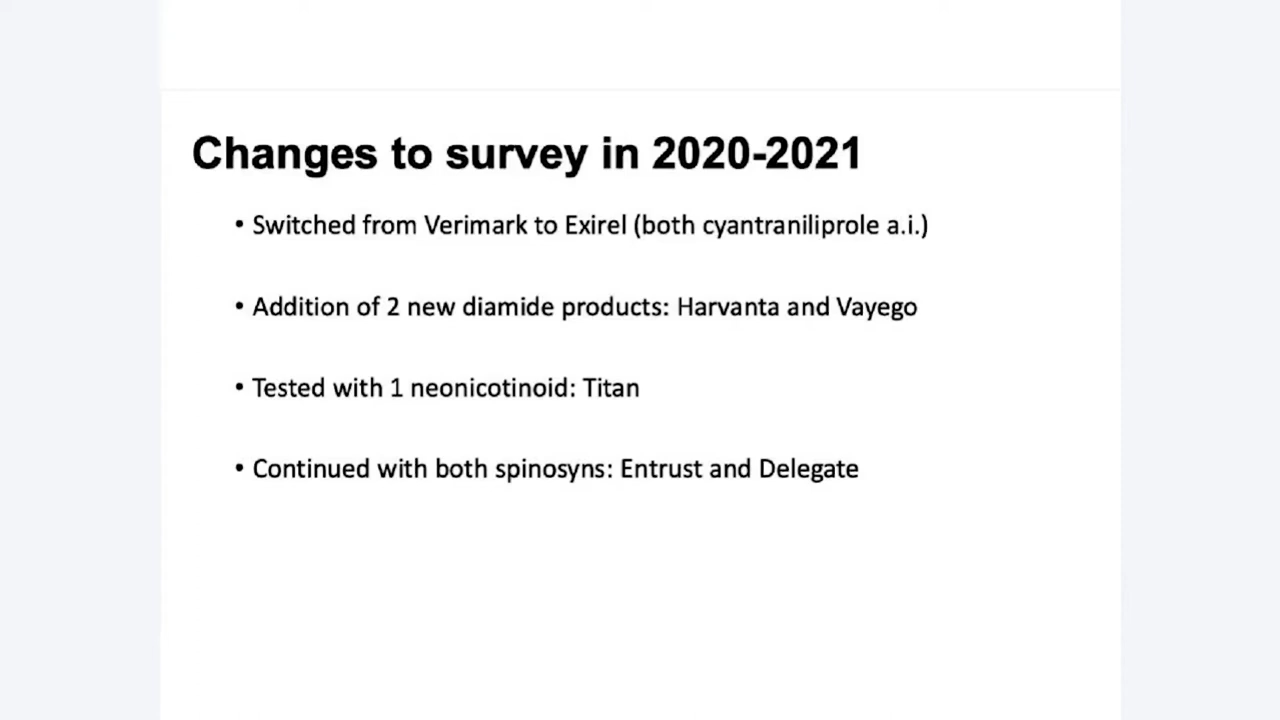 Changes to survey in 2020-2021
• Switched from Verimark to Exirel (both cyantraniliprole a.i.)
• Addition of 2 new diamide products: Harvanta and Vayego
• Tested with 1 neonicotinoid: Titan
• Continued with both spinosyns: Entrust and Delegate